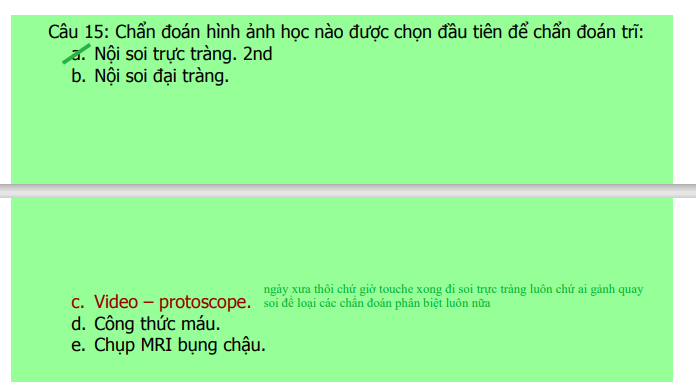 Câu 15: Chẩn đoán hình ảnh học nào được chọn đầu tiên để chẩn đoán trĩ:
a. Nội soi trực tràng. 2nd
b. Nội soi đại tràng.
c. Video – protoscope.
ngày xưa thôi chứ giờ touche xong đi soi trực tràng luôn chứ ai gảnh quay
soi để loại các chẩn đoán phân biệt luôn nữa
d. Công thức máu.
e. Chụp MRI bụng chậu.